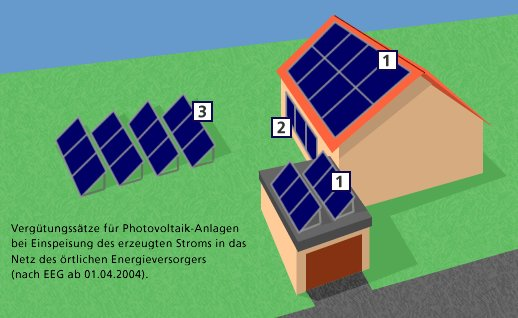 1
3
2
1
Vergütungssätze für Photovoltaik-Anlagen
bei Einspeisung des erzeugten Stroms in das
Netz des örtlichen Energieversorgers
(nach EEG ab 01.04.2004).